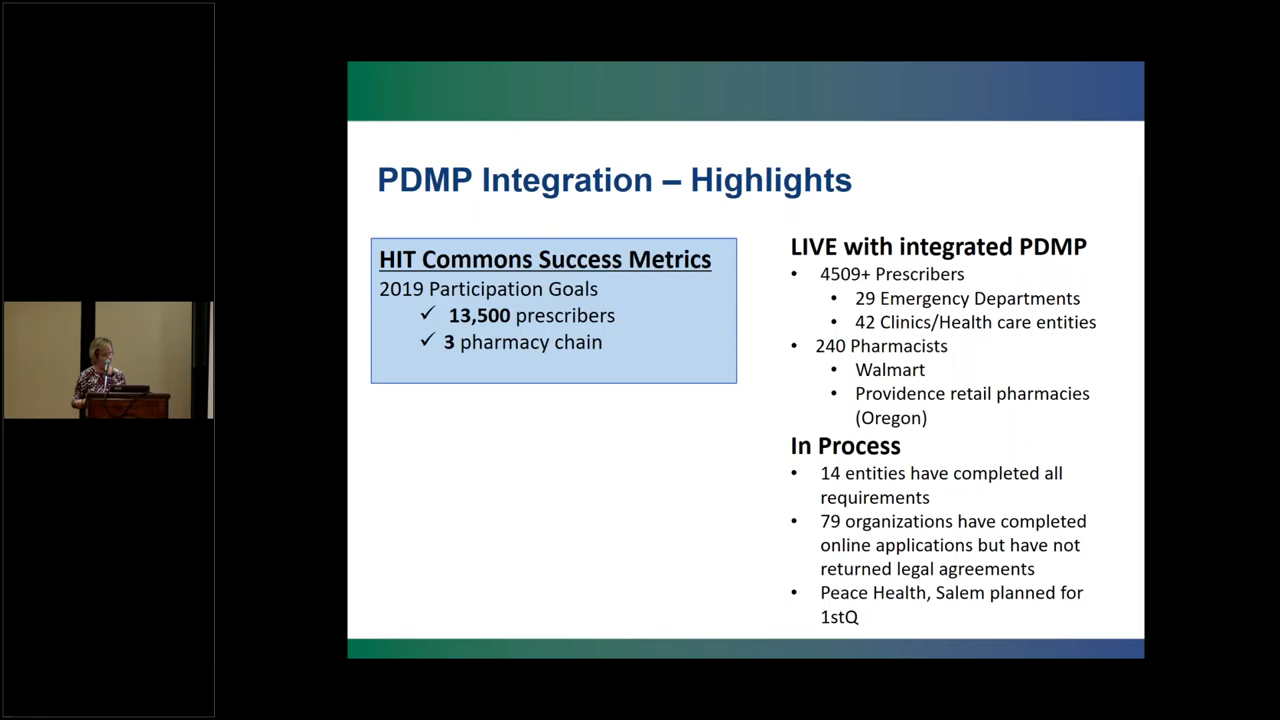 PDMP Integration – Highlights
HIT Commons Success Metrics
2019 Participation Goals
✓ 13,500 prescribers
✓ 3 pharmacy chain
LIVE with integrated PDMP
• 4509+ Prescribers
• 29 Emergency Departments
• 42 Clinics/Health care entities
• 240 Pharmacists
• Walmart
• Providence retail pharmacies
(Oregon)
In Process
• 14 entities have completed all
requirements
• 79 organizations have completed
online applications but have not
returned legal agreements
• Peace Health, Salem planned for
1stQ